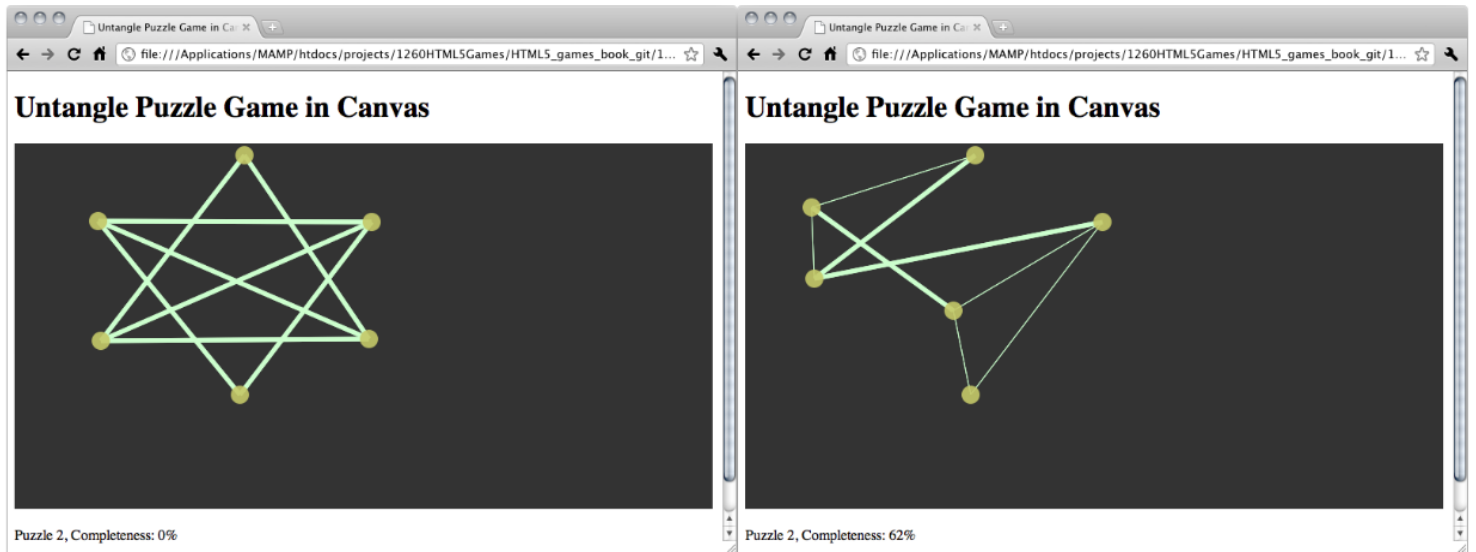 Untangle Puzzle Game in Ca
file:///Applications/MAMP/htdocs/projects/1260HTML5Games/HTML5_games_book_git/1...
Untangle Puzzle Game in Canvas
Puzzle 2, Completeness: 0%
Untangle Puzzle Game in Ca
file:///Applications/MAMP/htdocs/projects/1260HTML5Games/HTML5_games_book_git/1...
Untangle Puzzle Game in Canvas
Puzzle 2, Completeness: 62%